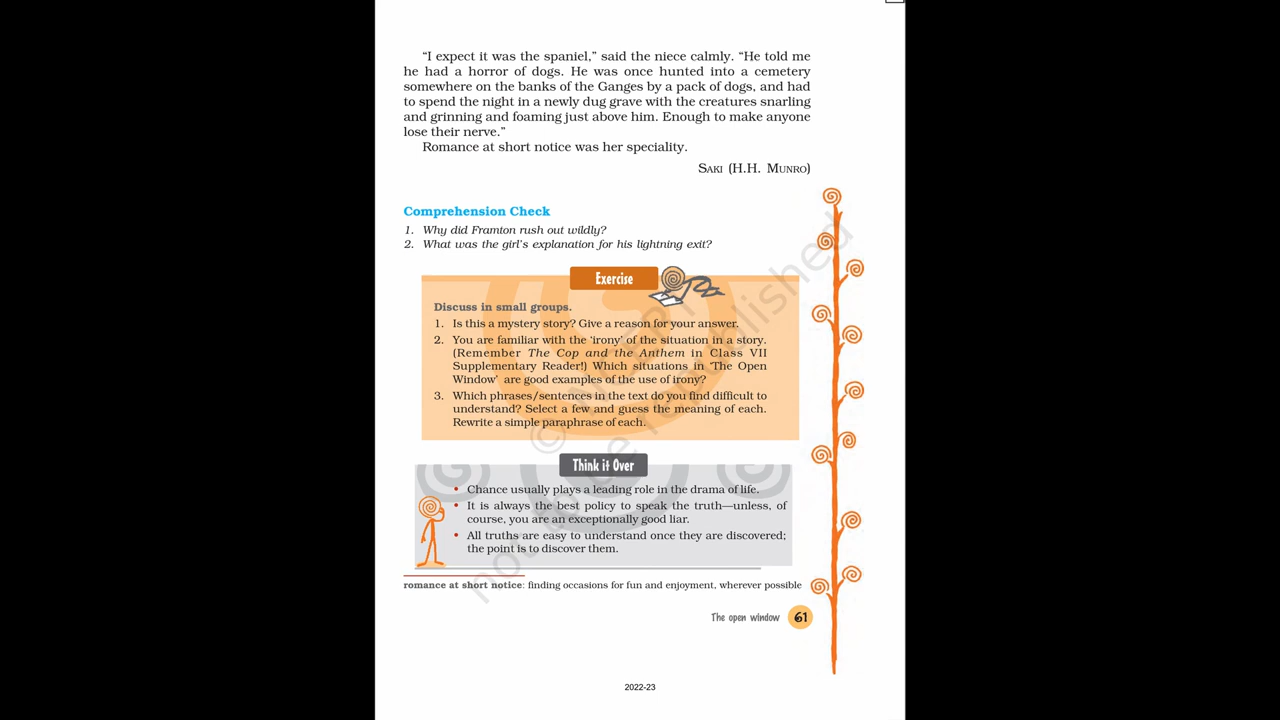 “I expect it was the spaniel,” said the niece calmly. “He told me
he had a horror of dogs. He was once hunted into a cemetery
somewhere on the banks of the Ganges by a pack of dogs, and had
to spend the night in a newly dug grave with the creatures snarling
and grinning and foaming just above him. Enough to make anyone
lose their nerve.”
Romance at short notice was her speciality.
SAKI (H.H. MUNRO)
Comprehension Check
1. Why did Framton rush out wildly?
2. What was the girl’s explanation for his lightning exit?
Exercise
Discuss in small groups.
1. Is this a mystery story? Give a reason for your answer.
2. You are familiar with the ‘irony’ of the situation in a story.
(Remember The Cop and the Anthem in Class VII
Supplementary Reader!) Which situations in ‘The Open
Window’ are good examples of the use of irony?
3. Which phrases/sentences in the text do you find difficult to
understand? Select a few and guess the meaning of each.
Rewrite a simple paraphrase of each.
Think it Over
• Chance usually plays a leading role in the drama of life.
• It is always the best policy to speak the truth—unless, of
course, you are an exceptionally good liar.
• All truths are easy to understand once they are discovered;
the point is to discover them.
romance at short notice: finding occasions for fun and enjoyment, wherever possible
The open window 61
2022-23
© NCERT
not to be republished